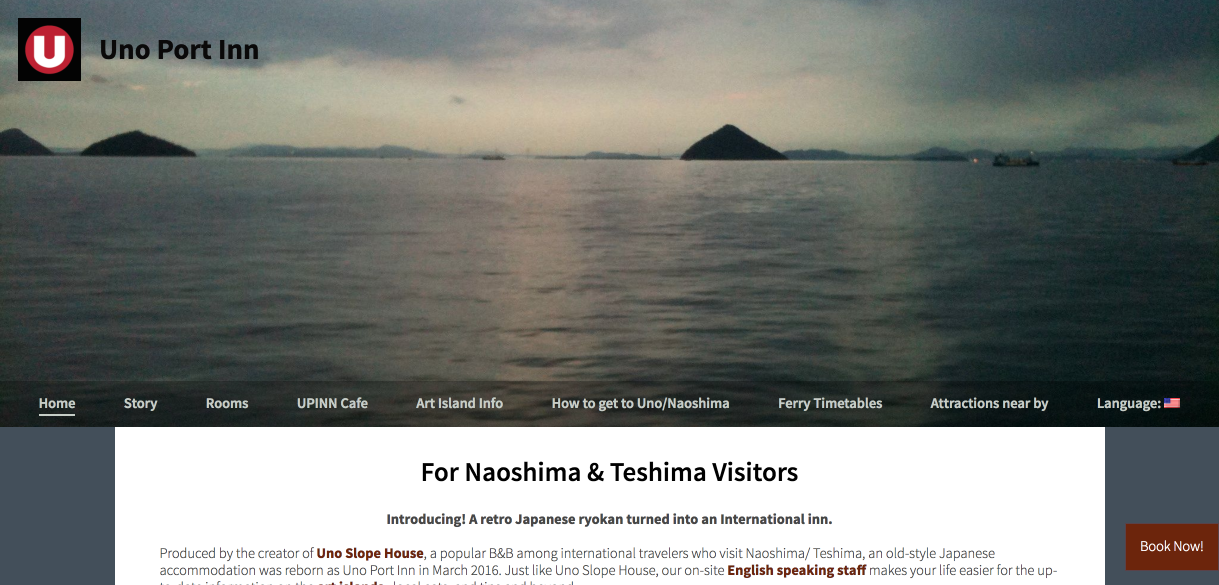 U
Uno Port Inn
Home Story Rooms UPINN Cafe Art Island Info How to get to Uno/Naoshima Ferry Timetables Attractions near by Language:
For Naoshima & Teshima Visitors
Introducing! A retro Japanese ryokan turned into an International inn.
Produced by the creator of Uno Slope House, a popular B&B among international travelers who visit Naoshima/ Teshima, an old-style Japanese
accommodation was reborn as Uno Port Inn in March 2016. Just like Uno Slope House, our on-site English speaking staff makes your life easier for the up-
Book Now!